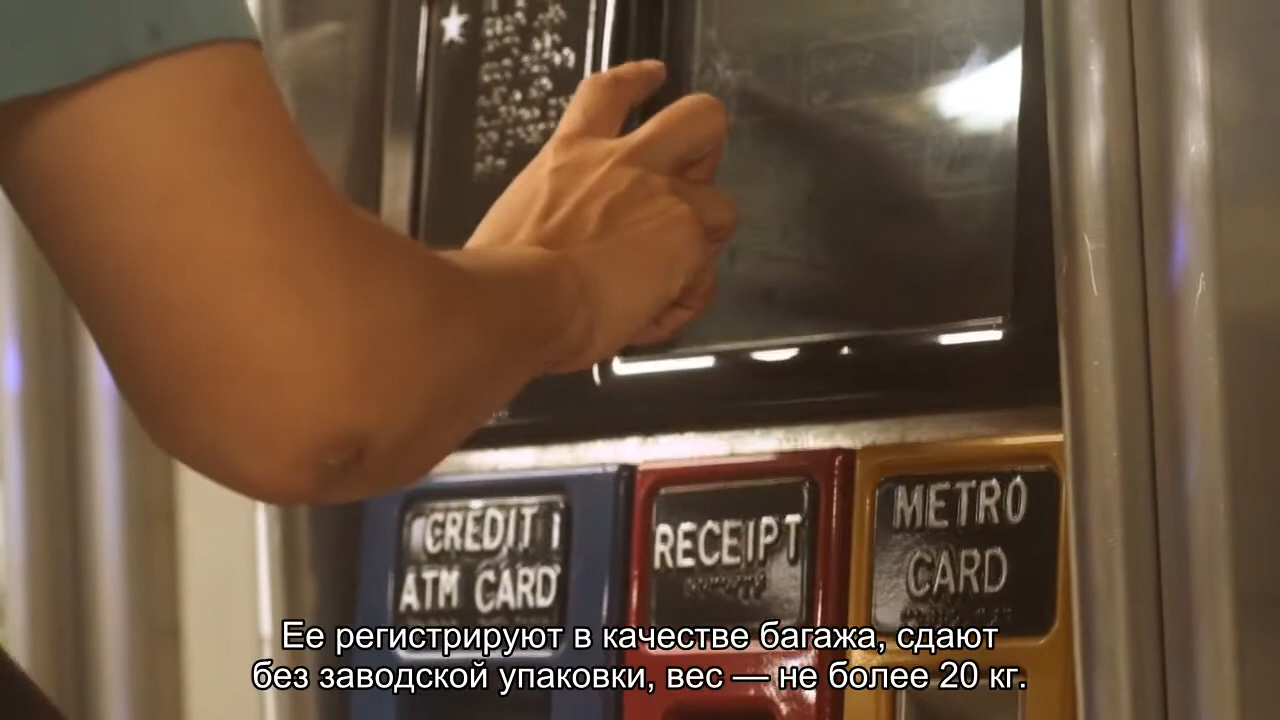 CREDIT
ATM CARD
RECEIPT
METRO
CARD
Ее регистрируют в качестве багажа, сдают
без заводской упаковки, вес — не более 20 кг.